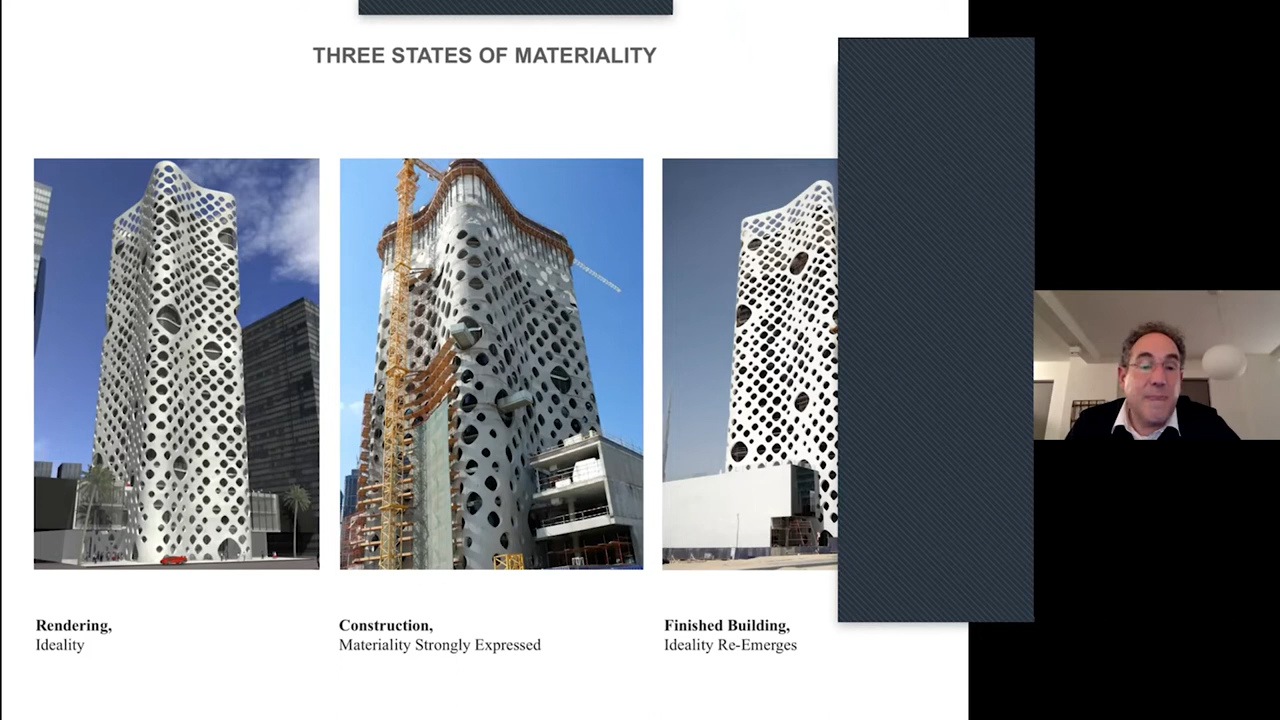 THREE STATES OF MATERIALITY
Rendering,
Ideality
Construction,
Materiality Strongly Expressed
Finished Building,
Ideality Re-Emerges